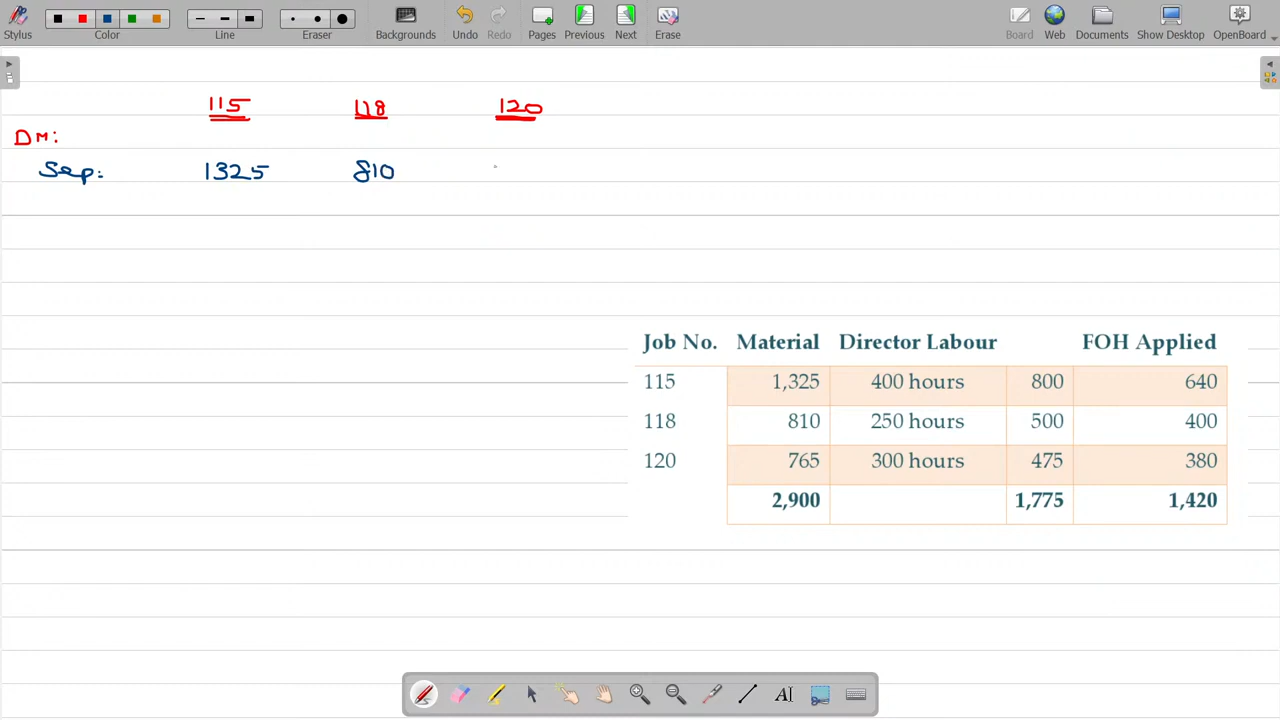 Stylus Color Line Eraser Backgrounds Undo Redo Pages Previous Next Erase Board Web Documents Show Desktop OpenBoard
115 118 120
DM:
Sep: 1325 810
Job No. Material Director Labour FOH Applied
115 1,325 400 hours 800 640
118 810 250 hours 500 400
120 765 300 hours 475 380
2,900 1,775 1,420
AI